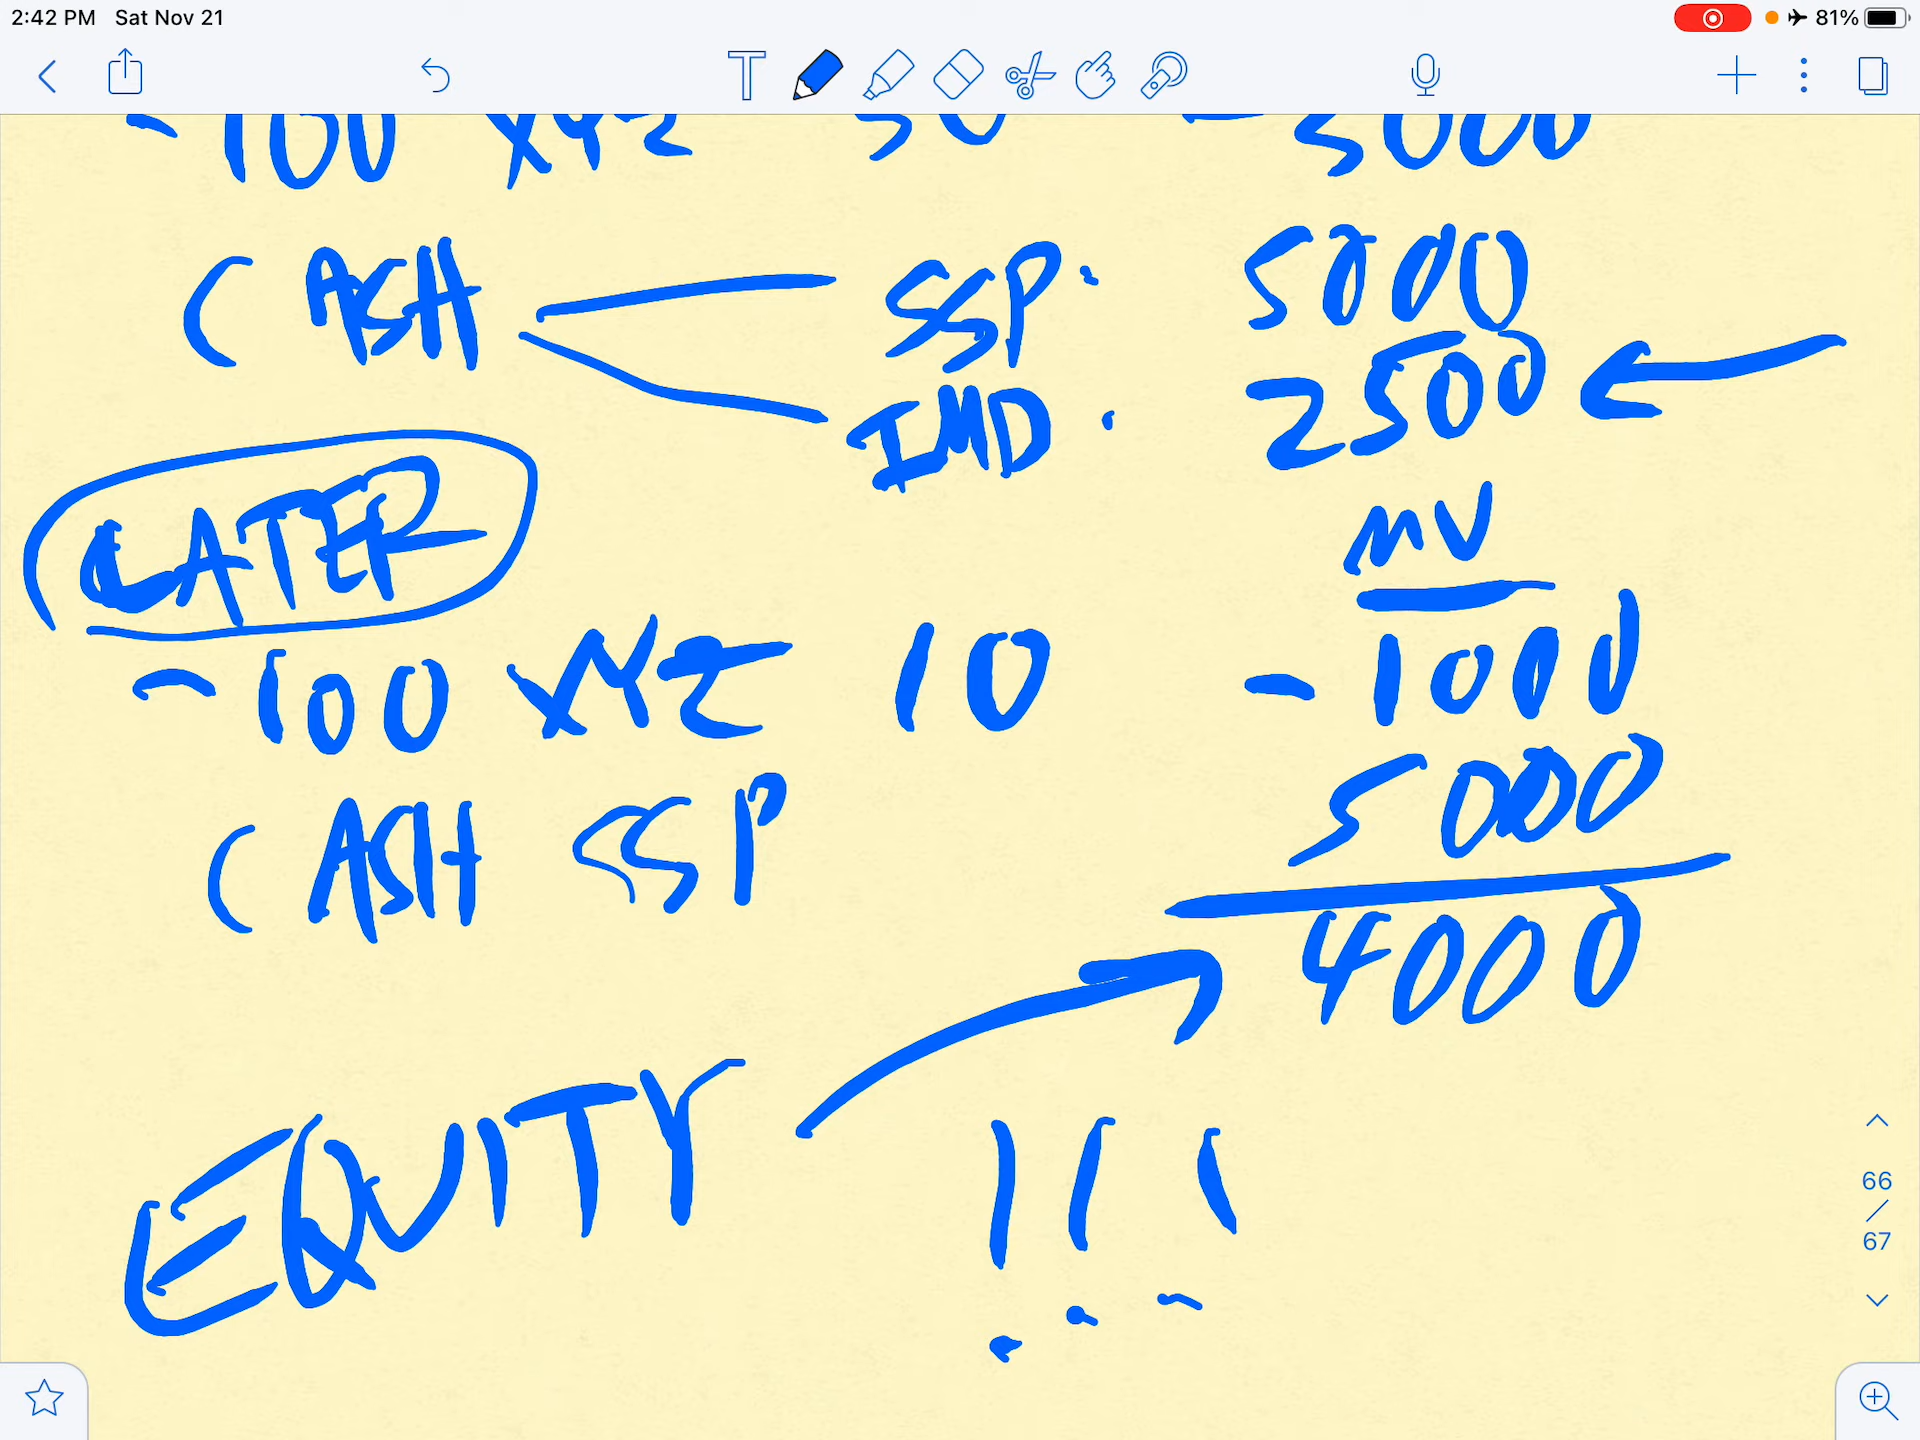 2:42 PM Sat Nov 21 81%
T
- 100 XYZ 50 - 5000
CASH SSP: 5000
IMD: 2500
LATER MV
- 100 XYZ 10 - 1000
CASH SSP 5000
4000
EQUITY !!!
66
/
67